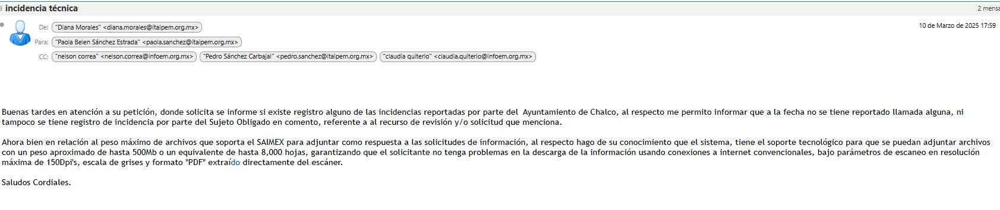 incidencia técnica
2 mensa
De: "Diana Morales" <diana.morales@itaipem.org.mx>
10 de Marzo de 2025 17:59
Para: "Paola Belen Sánchez Estrada" <paola.sanchez@itaipem.org.mx>
CC: "nelson correa" <nelson.correa@infoem.org.mx> "Pedro Sánchez Carbajal" <pedro.sanchez@itaipem.org.mx> "claudia quiterio" <claudia.quiterio@infoem.org.mx>
Buenas tardes en atención a su petición, donde solicita se informe si existe registro alguno de las incidencias reportadas por parte del  Ayuntamiento de Chalco, al respecto me permito informar que a la fecha no se tiene reportado llamada alguna, ni
tampoco se tiene registro de incidencia por parte del Sujeto Obligado en comento, referente a al recurso de revisión y/o solicitud que menciona.
Ahora bien en relación al peso máximo de archivos que soporta el SAIMEX para adjuntar como respuesta a las solicitudes de información, al respecto hago de su conocimiento que el sistema, tiene el soporte tecnológico para que se puedan adjuntar archivos
con un peso aproximado de hasta 500Mb o un equivalente de hasta 8,000 hojas, garantizando que el solicitante no tenga problemas en la descarga de la información usando conexiones a internet convencionales, bajo parámetros de escaneo en resolución
máxima de 150Dpi's, escala de grises y formato "PDF" extraído directamente del escáner.
Saludos Cordiales.